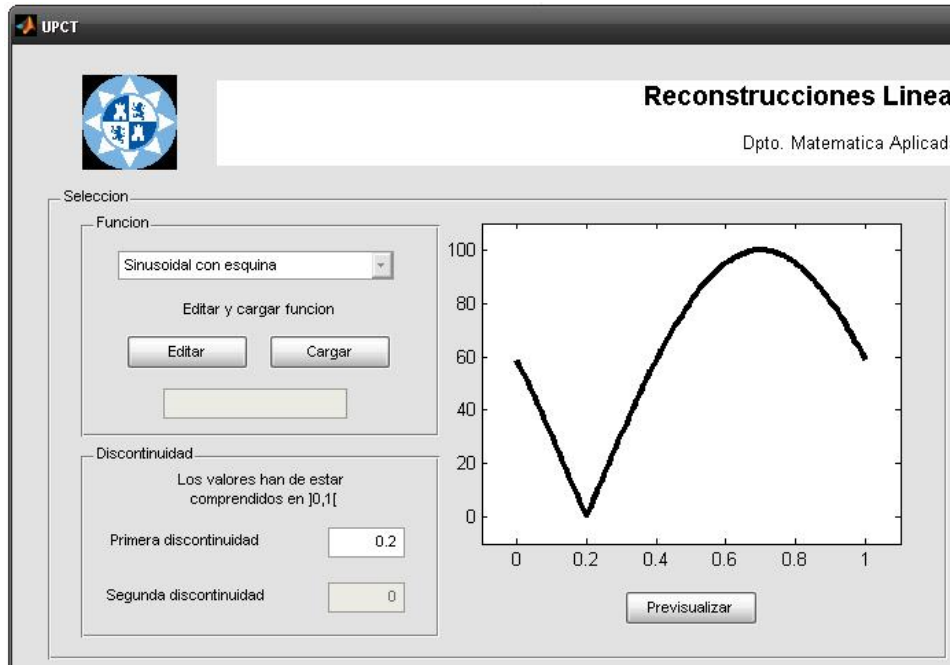 UPCT
Reconstrucciones Linea
Dpto. Matematica Aplicad
Seleccion
Funcion
Sinusoidal con esquina
Editar y cargar funcion
Editar
Cargar
Discontinuidad
Los valores han de estar
comprendidos en ]0,1[
Primera discontinuidad
0.2
Segunda discontinuidad
0
100
80
60
40
20
0
0
0.2
0.4
0.6
0.8
1
Previsualizar